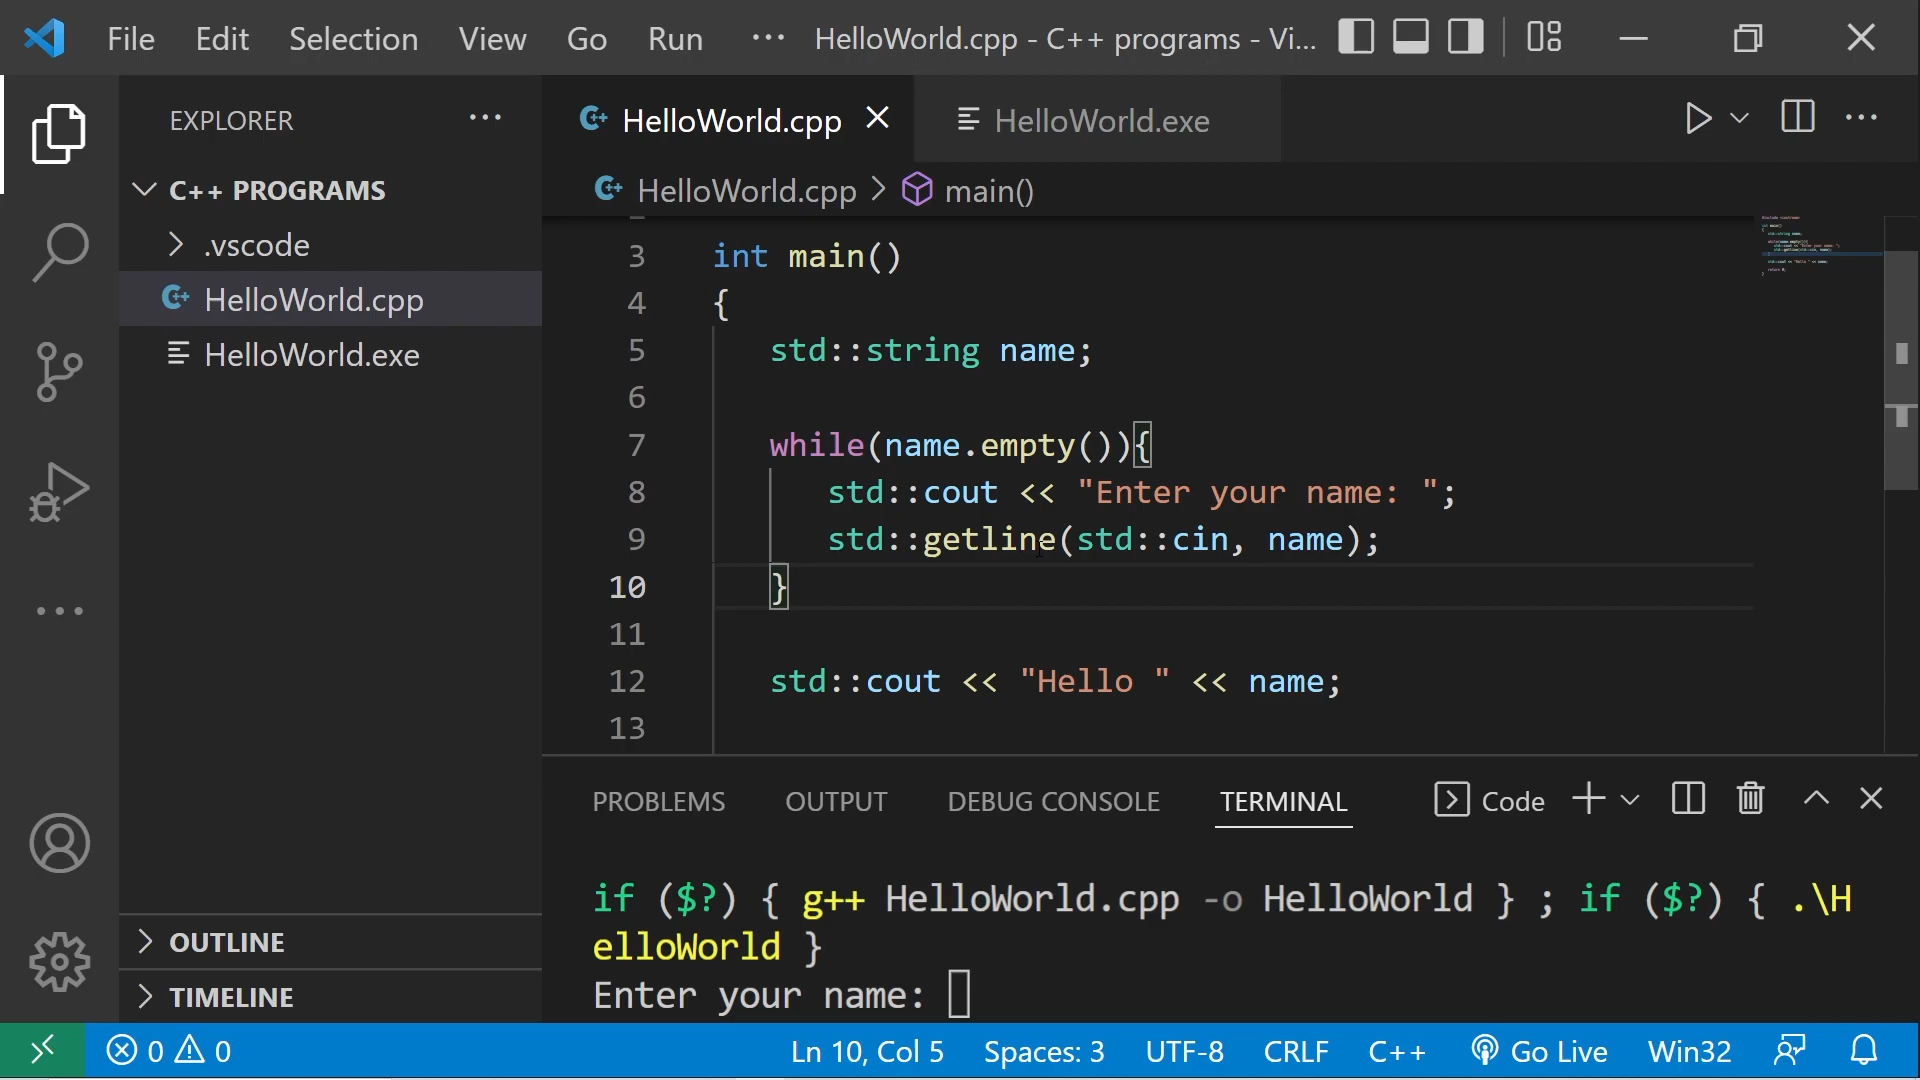 File Edit Selection View Go Run ··· HelloWorld.cpp - C++ programs - Vi...
EXPLORER ···
C++ PROGRAMS
.vscode
HelloWorld.cpp
HelloWorld.exe
OUTLINE
TIMELINE
HelloWorld.cpp HelloWorld.exe
HelloWorld.cpp > main()
3 int main()
4 {
5 std::string name;
6
7 while(name.empty()){
8 std::cout << "Enter your name: ";
9 std::getline(std::cin, name);
10 }
11
12 std::cout << "Hello " << name;
13
PROBLEMS OUTPUT DEBUG CONSOLE TERMINAL Code
if ($?) { g++ HelloWorld.cpp -o HelloWorld } ; if ($?) { .\H
elloWorld }
Enter your name:
0 0 Ln 10, Col 5 Spaces: 3 UTF-8 CRLF C++ Go Live Win32